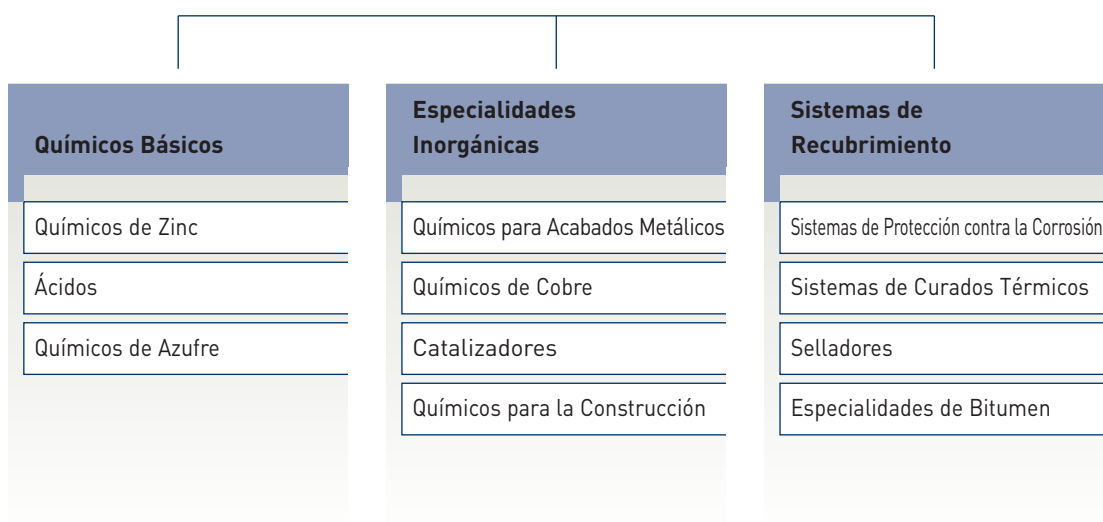 Químicos Básicos
Químicos de Zinc
Ácidos
Químicos de Azufre
Especialidades
Inorgánicas
Químicos para Acabados Metálicos
Químicos de Cobre
Catalizadores
Químicos para la Construcción
Sistemas de
Recubrimiento
Sistemas de Protección contra la Corrosión
Sistemas de Curados Térmicos
Selladores
Especialidades de Bitumen